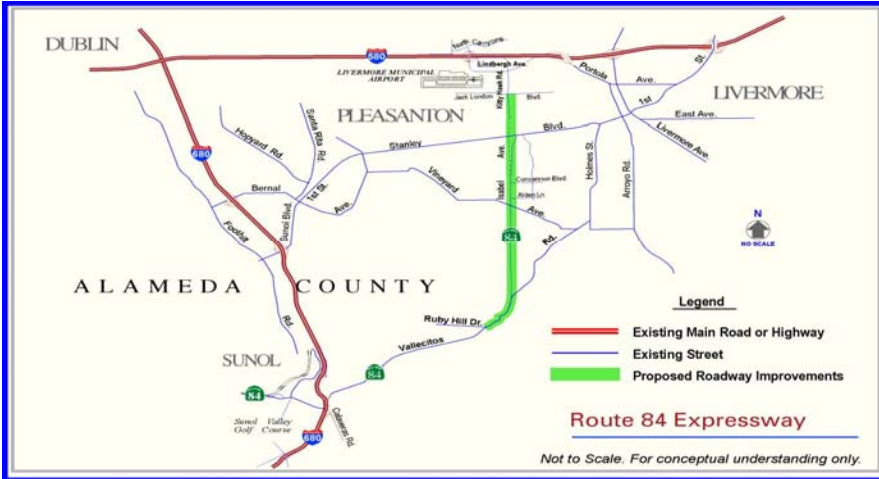 DUBLIN
North Canyons
580
Lindbergh Ave.
LIVERMORE MUNICIPAL
AIRPORT
Kitty Hawk Rd.
Jack London Blvd.
Portola Ave.
1st St.
LIVERMORE
East Ave.
Livermore Ave.
PLEASANTON
Santa Rita Rd.
Hopyard Rd.
680
Stanley Blvd.
Bernal Ave.
1st St.
Sunol Blvd.
Vineyard Ave.
Isabel Ave.
Concannon Blvd.
Alden Ln.
Holmes St.
Arroyo Rd.
Foothill Rd.
84
N
NO SCALE
ALAMEDA COUNTY
Ruby Hill Dr.
Vallecitos Rd.
SUNOL
84
84
Sunol Valley
Golf Course
Calaveras Rd.
680
Legend
Existing Main Road or Highway
Existing Street
Proposed Roadway Improvements
Route 84 Expressway
Not to Scale. For conceptual understanding only.